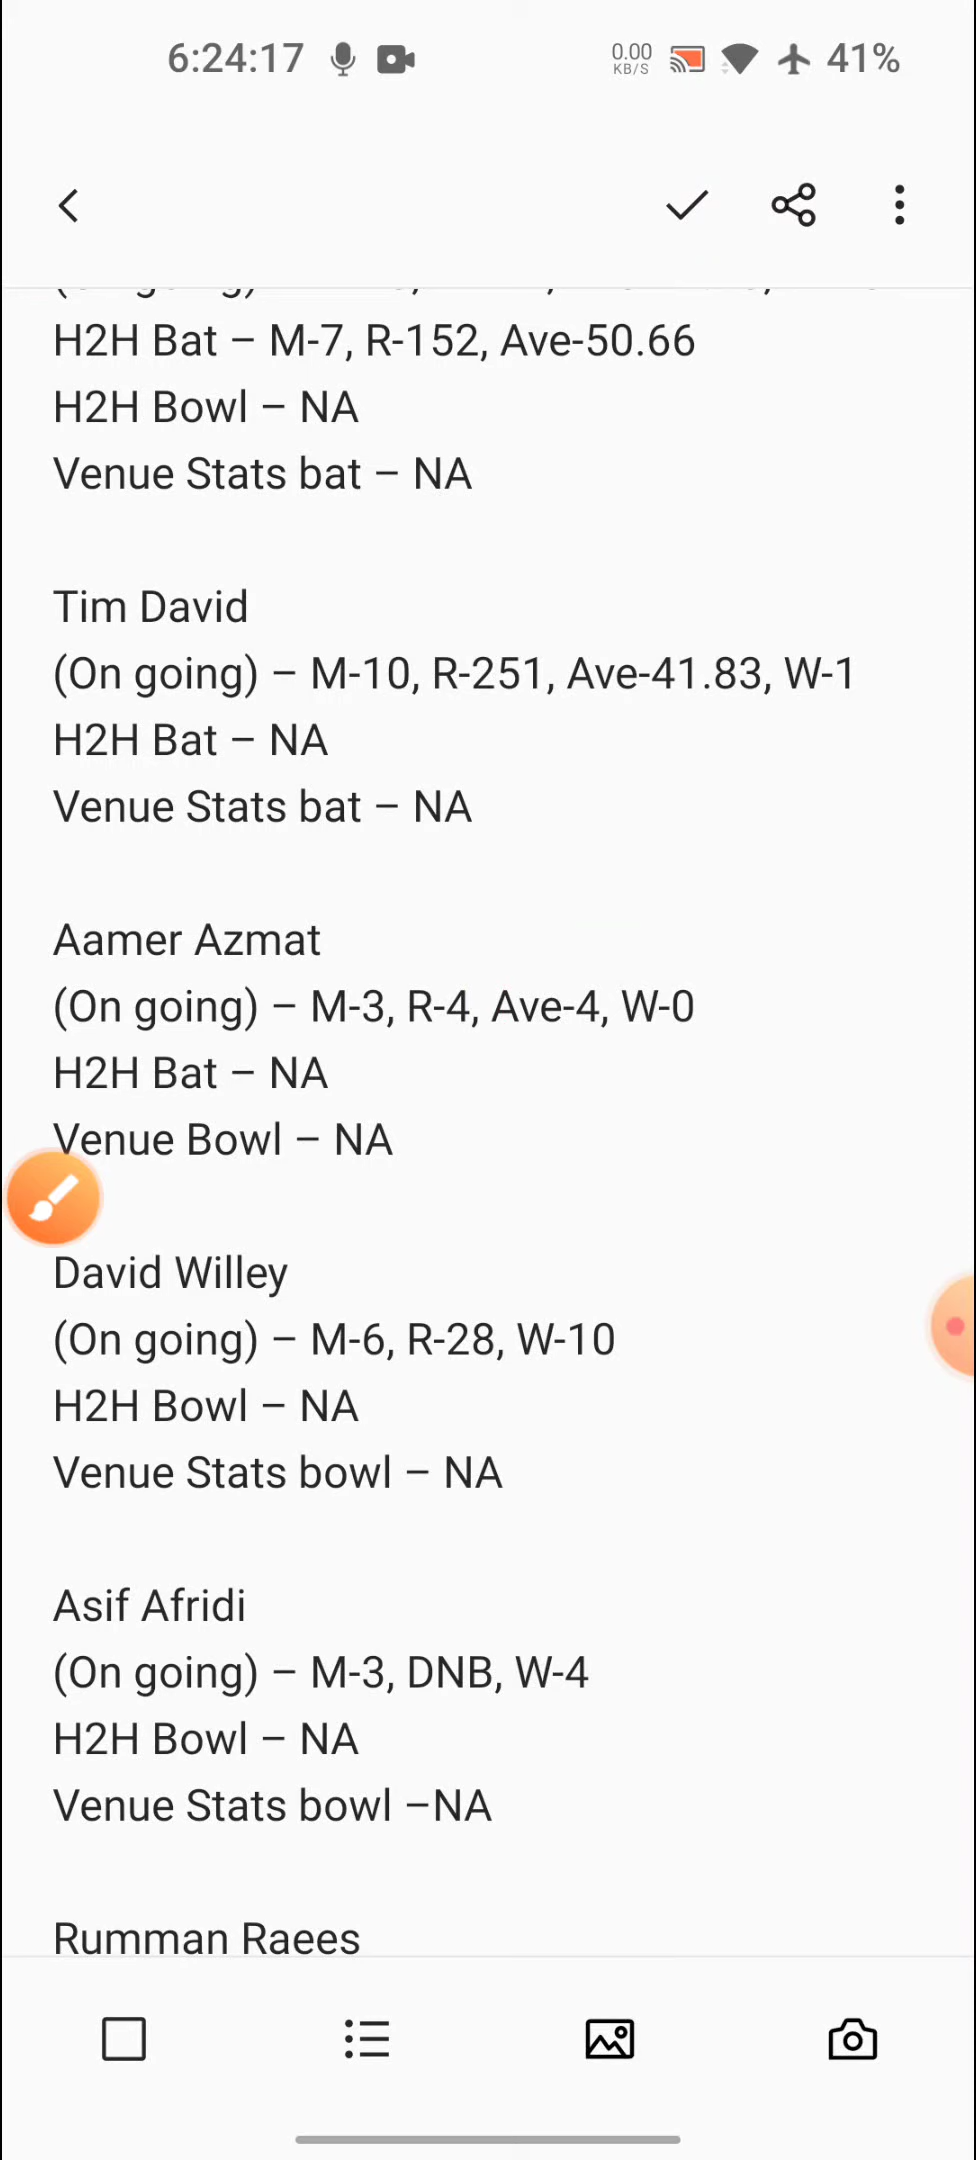 6:24:17
0.00
KB/S
41%
H2H Bat – M-7, R-152, Ave-50.66
H2H Bowl – NA
Venue Stats bat – NA
Tim David
(On going) – M-10, R-251, Ave-41.83, W-1
H2H Bat – NA
Venue Stats bat – NA
Aamer Azmat
(On going) – M-3, R-4, Ave-4, W-0
H2H Bat – NA
Venue Bowl – NA
David Willey
(On going) – M-6, R-28, W-10
H2H Bowl – NA
Venue Stats bowl – NA
Asif Afridi
(On going) – M-3, DNB, W-4
H2H Bowl – NA
Venue Stats bowl –NA
Rumman Raees